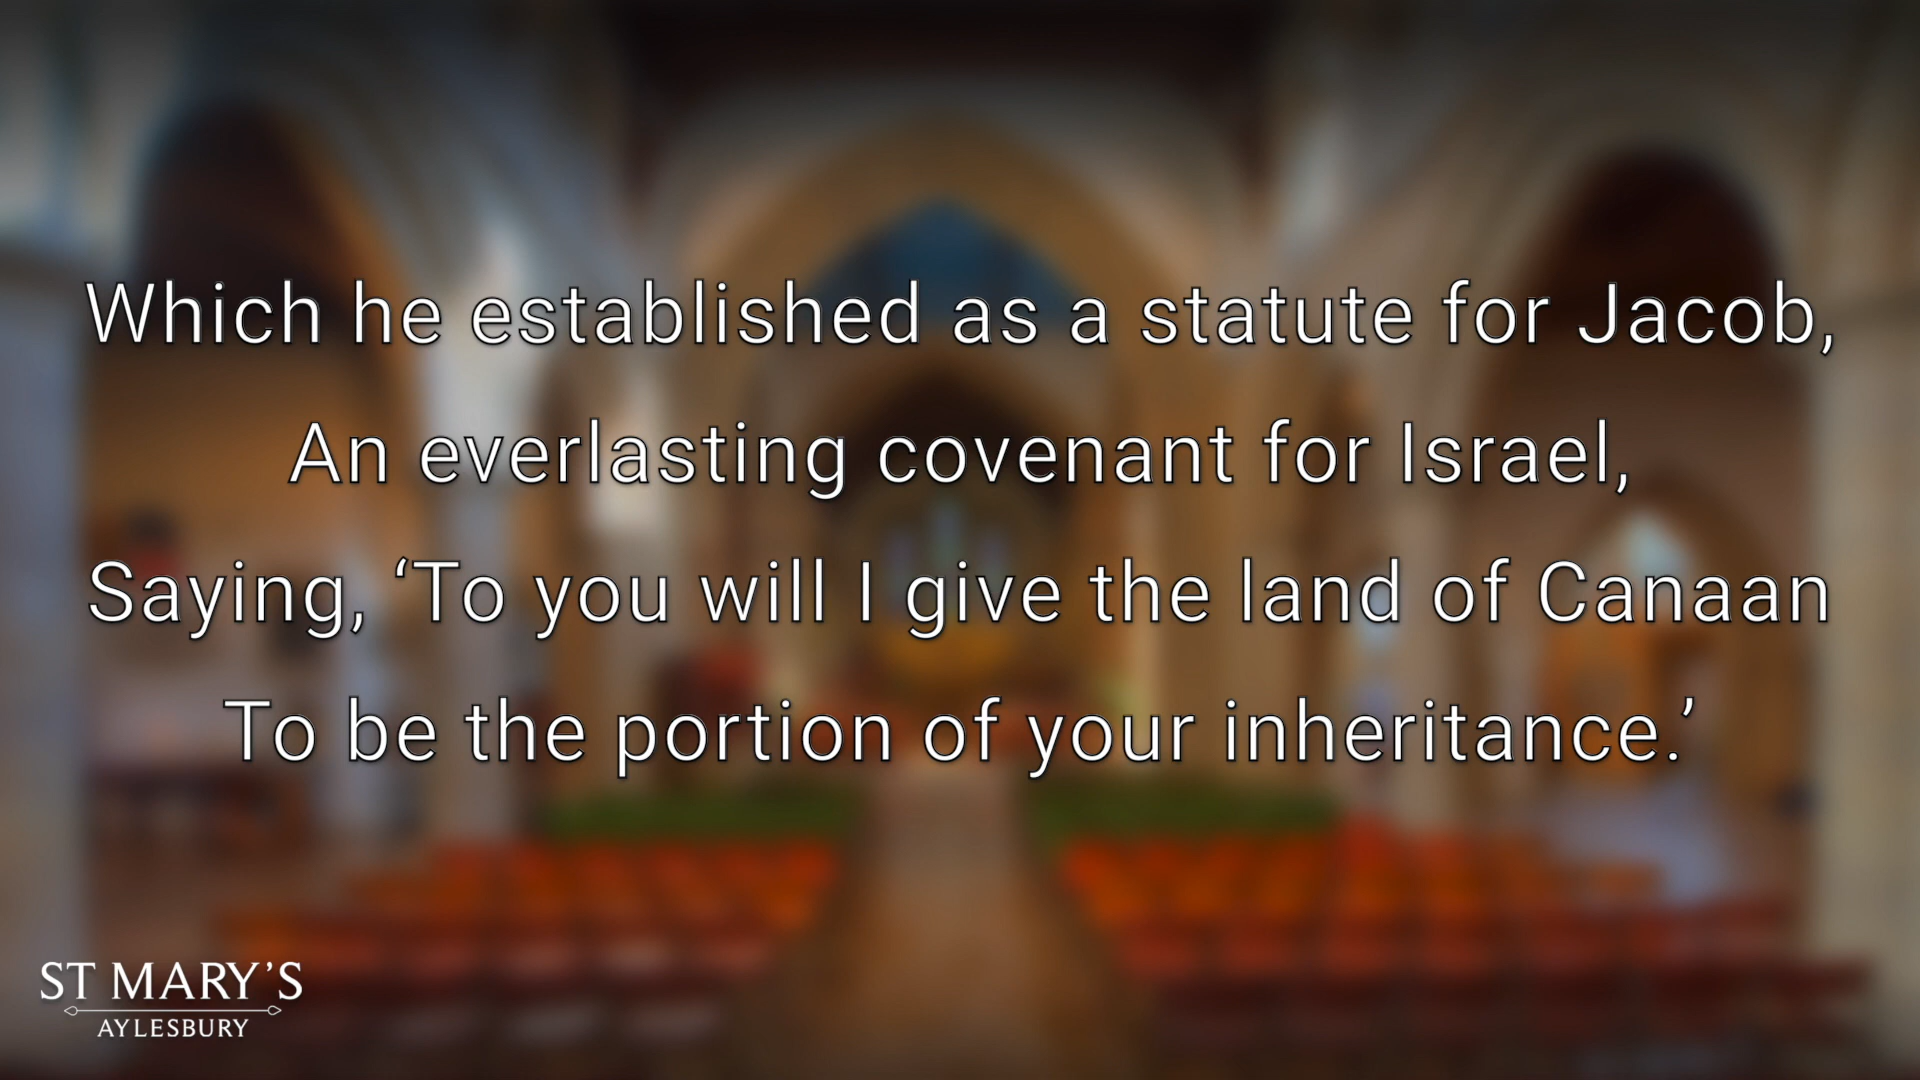 Which he established as a statute for Jacob,
An everlasting covenant for Israel,
Saying, ‘To you will I give the land of Canaan
To be the portion of your inheritance.’
ST MARY’S
AYLESBURY